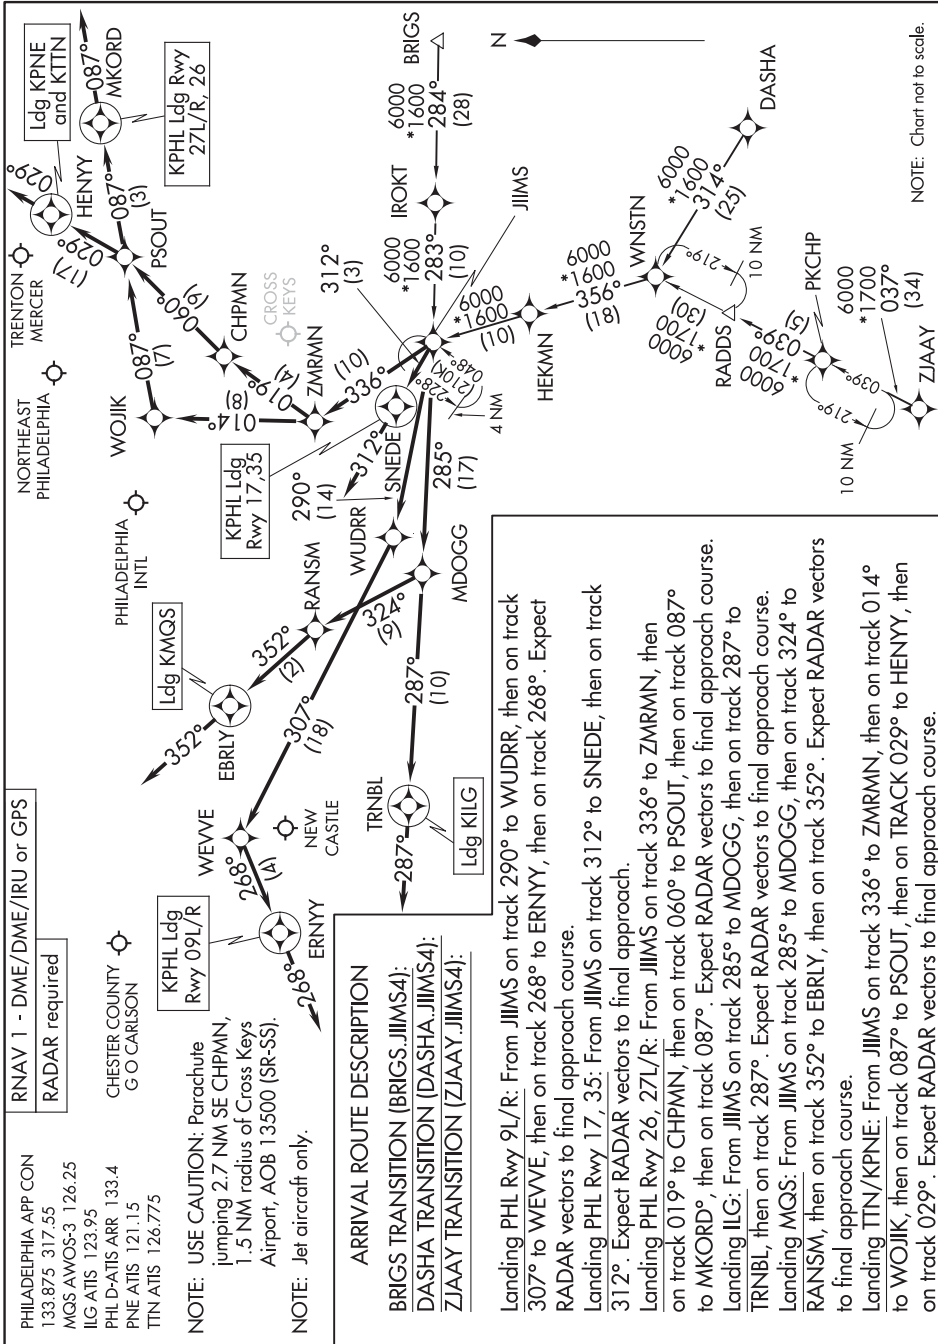 PHILADELPHIA APP CON
133.875 317.55
MQS AWOS-3 126.25
ILG ATIS 123.95
PHL D-ATIS ARR 133.4
PNE ATIS 121.15
TTN ATIS 126.775
RNAV 1 - DME/DME/IRU or GPS
RADAR required
CHESTER COUNTY
G O CARLSON
NOTE: USE CAUTION: Parachute
jumping 2.7 NM SE CHPMN,
1.5 NM radius of Cross Keys
Airport, AOB 13500 (SR-SS).
NOTE: Jet aircraft only.
KPHL Ldg
Rwy 09L/R
268°
ERNYY
268°
(4)
WEVVE
NEW
CASTLE
307°
(18)
352°
EBRLY
Ldg KMQS
352°
(2)
RANSM
324°
(9)
287°
TRNBL
Ldg KILG
287°
(10)
MDOGG
WUDRR
290°
(14)
285°
(17)
PHILADELPHIA
INTL
NORTHEAST
PHILADELPHIA
TRENTON
MERCER
KPHL Ldg
Rwy 17,35
312°
SNEDE
312°
(3)
WOJIK
014°
(8)
087°
(7)
ZMRMN
019°
(4)
336°
(10)
CHPMN
CROSS
KEYS
060°
(9)
PSOUT
029°
(17)
029°
HENYY
Ldg KPNE
and KTTN
087°
(3)
087°
MKORD
KPHL Ldg Rwy
27L/R, 26
BRIGS
6000
*1600
284°
(28)
IROKT
6000
*1600
283°
(10)
JIIMS
228°
(210K)
048°
4 NM
6000
*1600
(10)
HEKMN
6000
*1600
356°
(18)
WNSTN
6000
*1600
314°
(25)
DASHA
219°
10 NM
6000
*1700
(30)
RADDS
6000
*1700
039°
(5)
PKCHP
039°
219°
10 NM
6000
*1700
037°
(34)
ZJAAY
N
NOTE: Chart not to scale.
ARRIVAL ROUTE DESCRIPTION
BRIGS TRANSITION (BRIGS.JIIMS4):
DASHA TRANSITION (DASHA.JIIMS4):
ZJAAY TRANSITION (ZJAAY.JIIMS4):
Landing PHL Rwy 9L/R: From JIIMS on track 290° to WUDRR, then on track
307° to WEVVE, then on track 268° to ERNYY, then on track 268°. Expect
RADAR vectors to final approach course.
Landing PHL Rwy 17, 35: From JIIMS on track 312° to SNEDE, then on track
312°. Expect RADAR vectors to final approach.
Landing PHL Rwy 26, 27L/R: From JIIMS on track 336° to ZMRMN, then
on track 019° to CHPMN, then on track 060° to PSOUT, then on track 087°
to MKORD°, then on track 087°. Expect RADAR vectors to final approach course.
Landing ILG: From JIIMS on track 285° to MDOGG, then on track 287° to
TRNBL, then on track 287°. Expect RADAR vectors to final approach course.
Landing MQS: From JIIMS on track 285° to MDOGG, then on track 324° to
RANSM, then on track 352° to EBRLY, then on track 352°. Expect RADAR vectors
to final approach course.
Landing TTN/KPNE: From JIIMS on track 336° to ZMRMN, then on track 014°
to WOJIK, then on track 087° to PSOUT, then on TRACK 029° to HENYY, then
on track 029°. Expect RADAR vectors to final approach course.